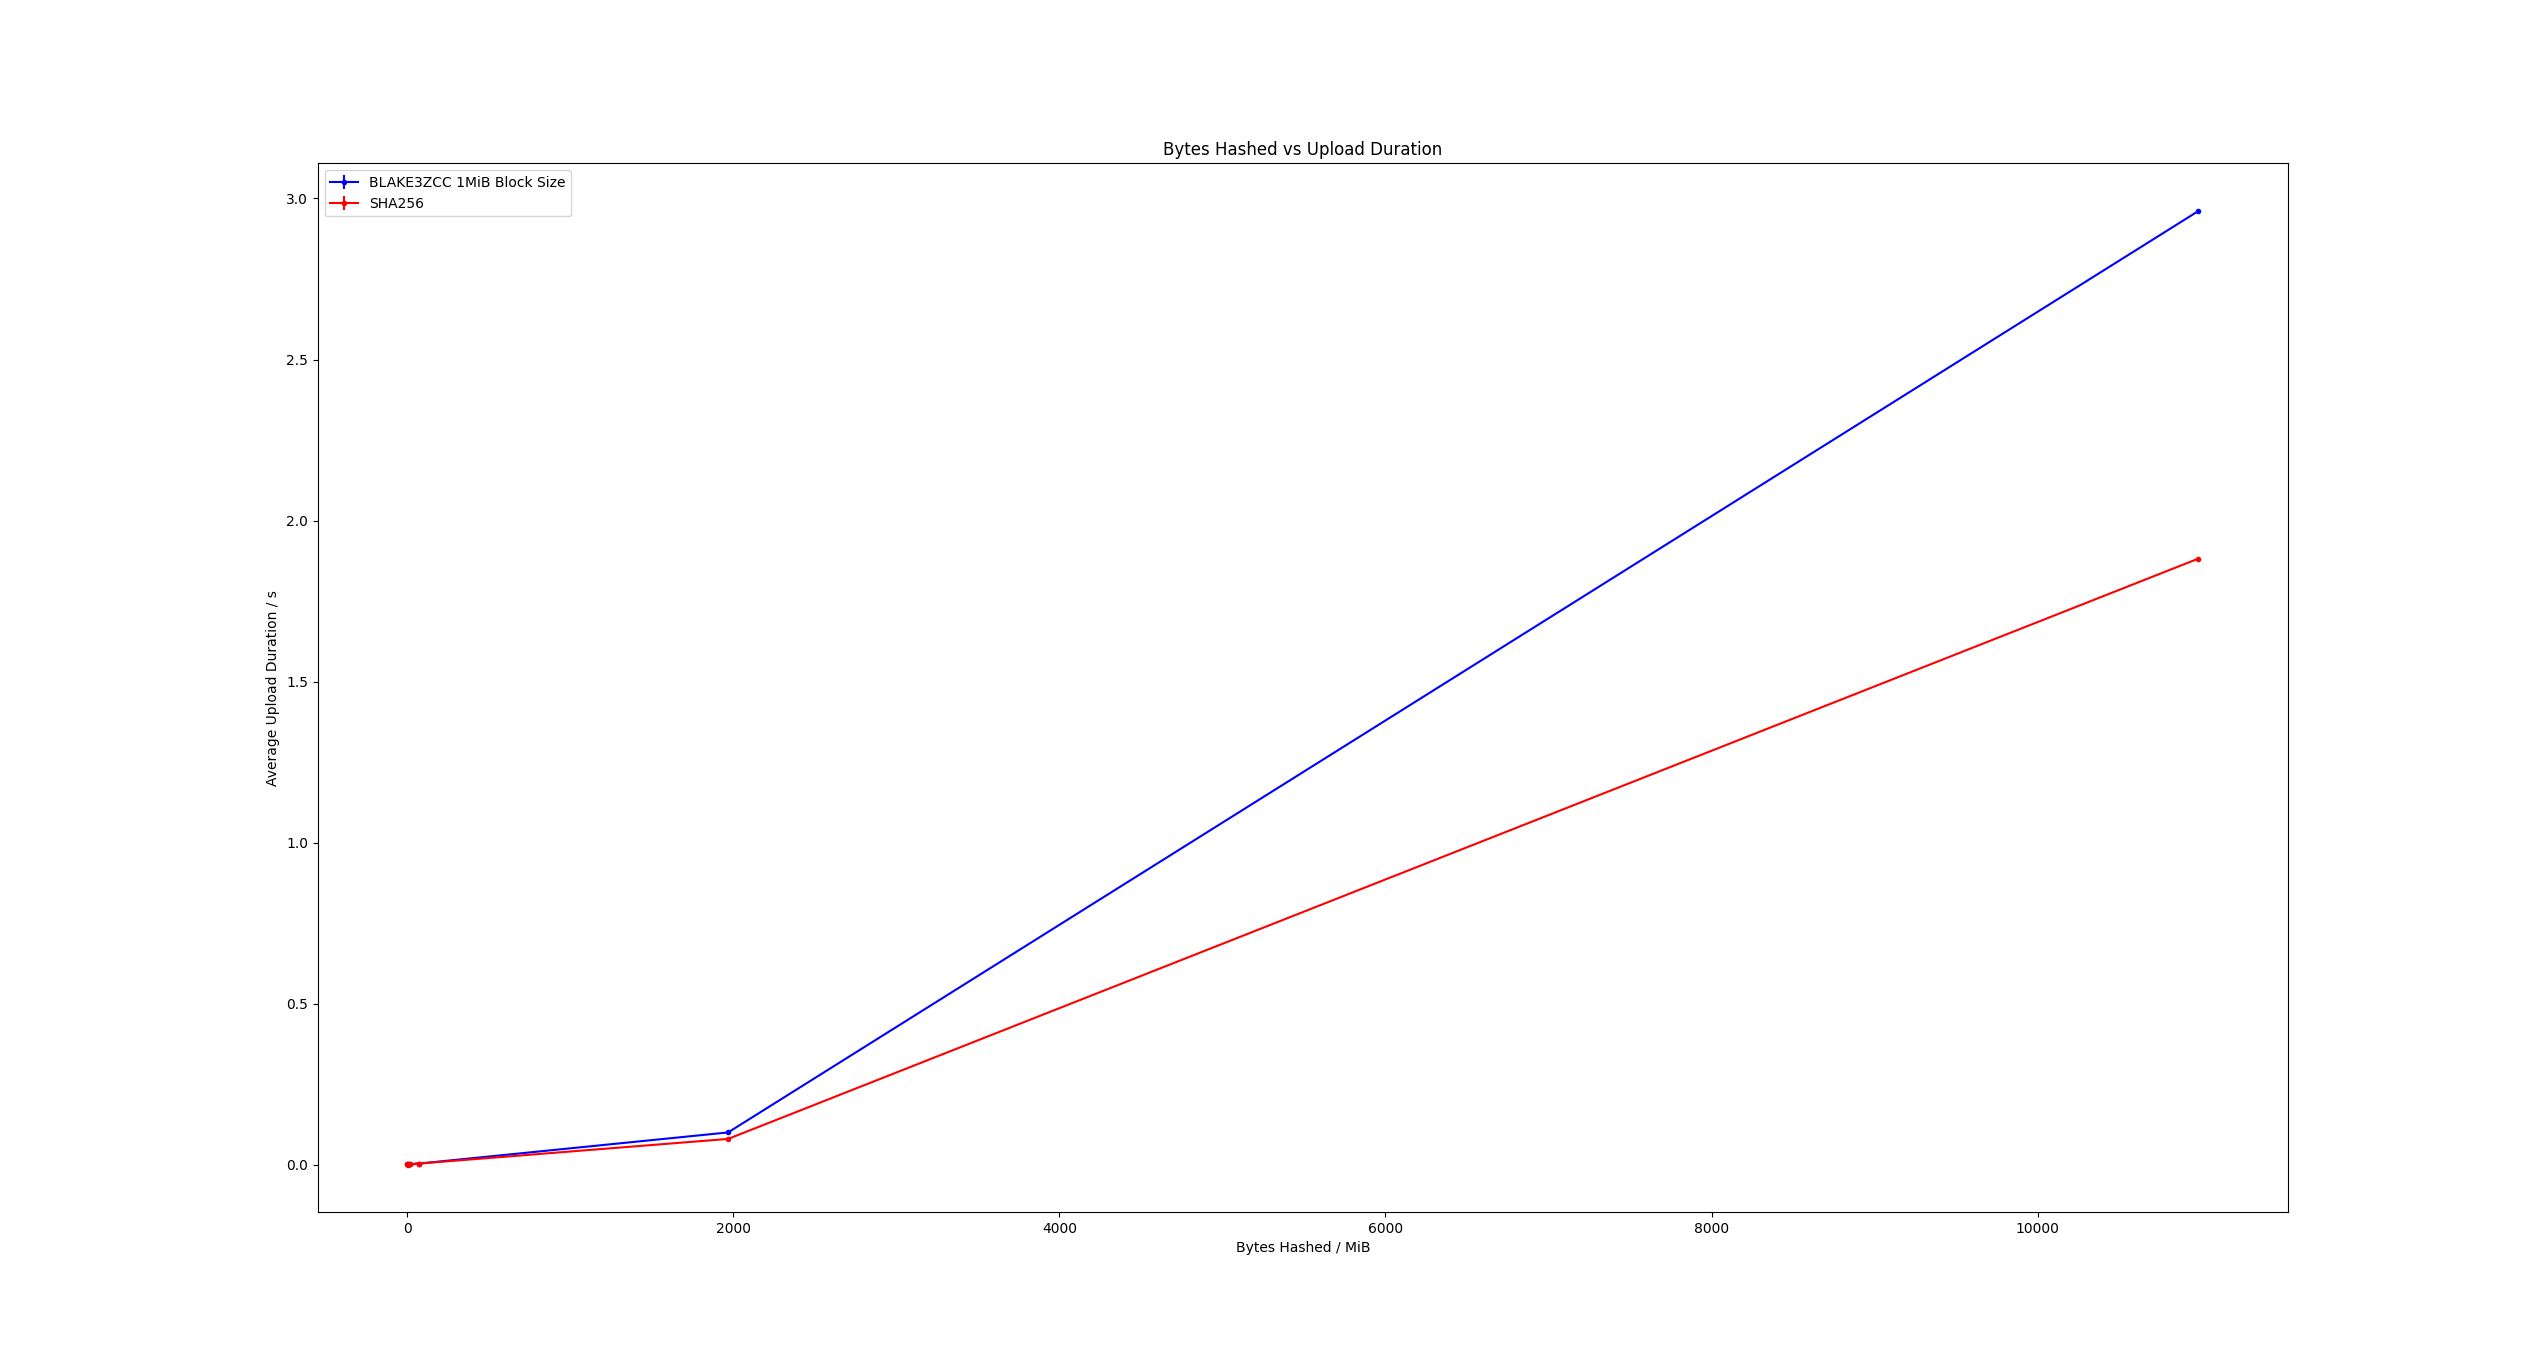 Bytes Hashed vs Upload Duration
BLAKE3ZCC 1MiB Block Size
SHA256
3.0
2.5
2.0
1.5
1.0
0.5
0.0
Average Upload Duration / s
0
2000
4000
6000
8000
10000
Bytes Hashed / MiB